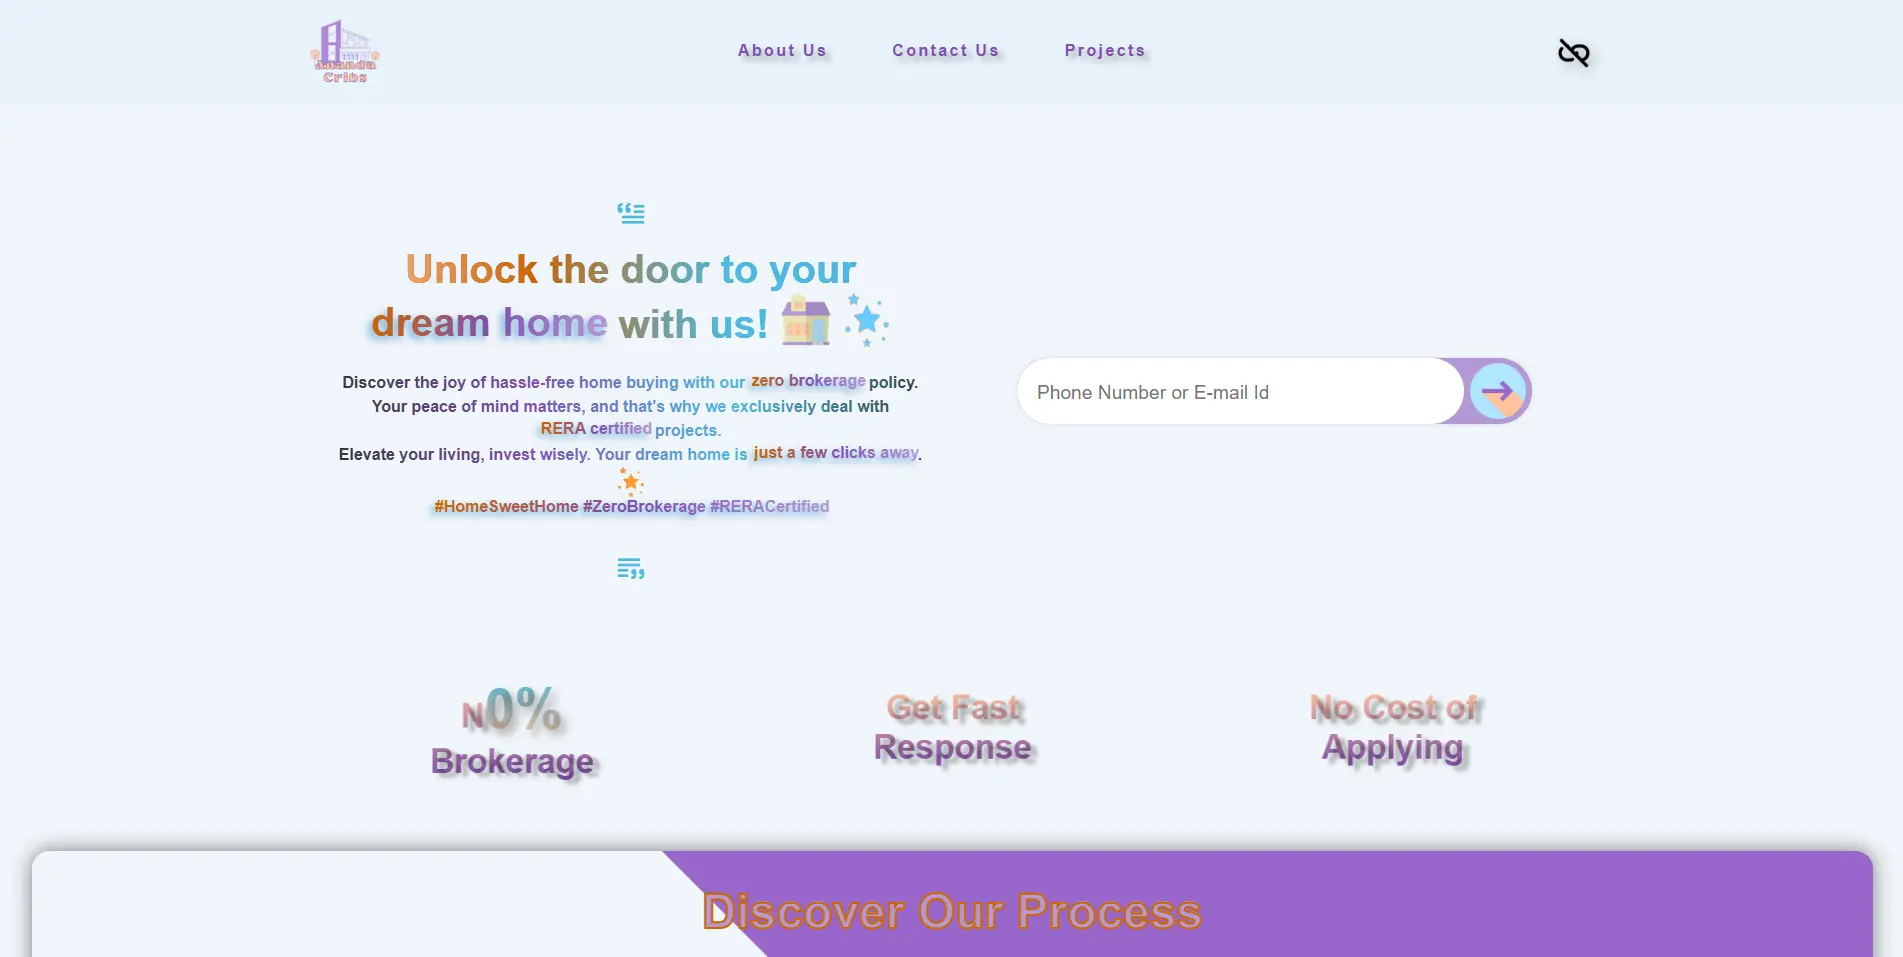 Ananda
Cribs
About Us
Contact Us
Projects
Unlock the door to your
dream home with us!
Discover the joy of hassle-free home buying with our zero brokerage policy.
Your peace of mind matters, and that's why we exclusively deal with
RERA certified projects.
Elevate your living, invest wisely. Your dream home is just a few clicks away.
#HomeSweetHome #ZeroBrokerage #RERACertified
Phone Number or E-mail Id
N0%
Brokerage
Get Fast
Response
No Cost of
Applying
Discover Our Process